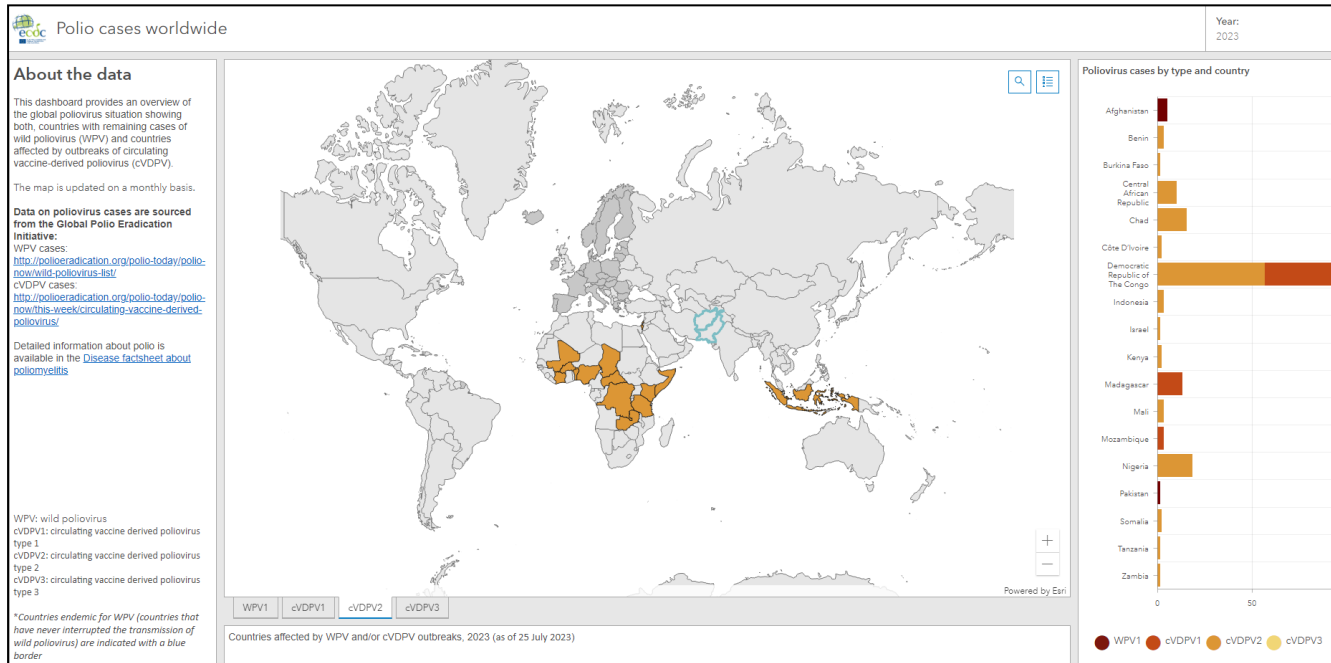 ecdc
Polio cases worldwide
Year:
2023
About the data
This dashboard provides an overview of
the global poliovirus situation showing
both, countries with remaining cases of
wild poliovirus (WPV) and countries
affected by outbreaks of circulating
vaccine-derived poliovirus (cVDPV).
The map is updated on a monthly basis.
Data on poliovirus cases are sourced
from the Global Polio Eradication
Initiative:
WPV cases:
http://polioeradication.org/polio-today/polio-
now/wild-poliovirus-list/
cVDPV cases:
http://polioeradication.org/polio-today/polio-
now/this-week/circulating-vaccine-derived-
poliovirus/
Detailed information about polio is
available in the Disease factsheet about
poliomyelitis
WPV: wild poliovirus
cVDPV1: circulating vaccine derived poliovirus
type 1
cVDPV2: circulating vaccine derived poliovirus
type 2
cVDPV3: circulating vaccine derived poliovirus
type 3
*Countries endemic for WPV (countries that
have never interrupted the transmission of
wild poliovirus) are indicated with a blue
border
Powered by Esri
WPV1
cVDPV1
cVDPV2
cVDPV3
Countries affected by WPV and/or cVDPV outbreaks, 2023 (as of 25 July 2023)
Poliovirus cases by type and country
Afghanistan
Benin
Burkina Faso
Central
African
Republic
Chad
Côte D'Ivoire
Democratic
Republic of
The Congo
Indonesia
Israel
Kenya
Madagascar
Mali
Mozambique
Nigeria
Pakistan
Somalia
Tanzania
Zambia
0 50
WPV1 cVDPV1 cVDPV2 cVDPV3